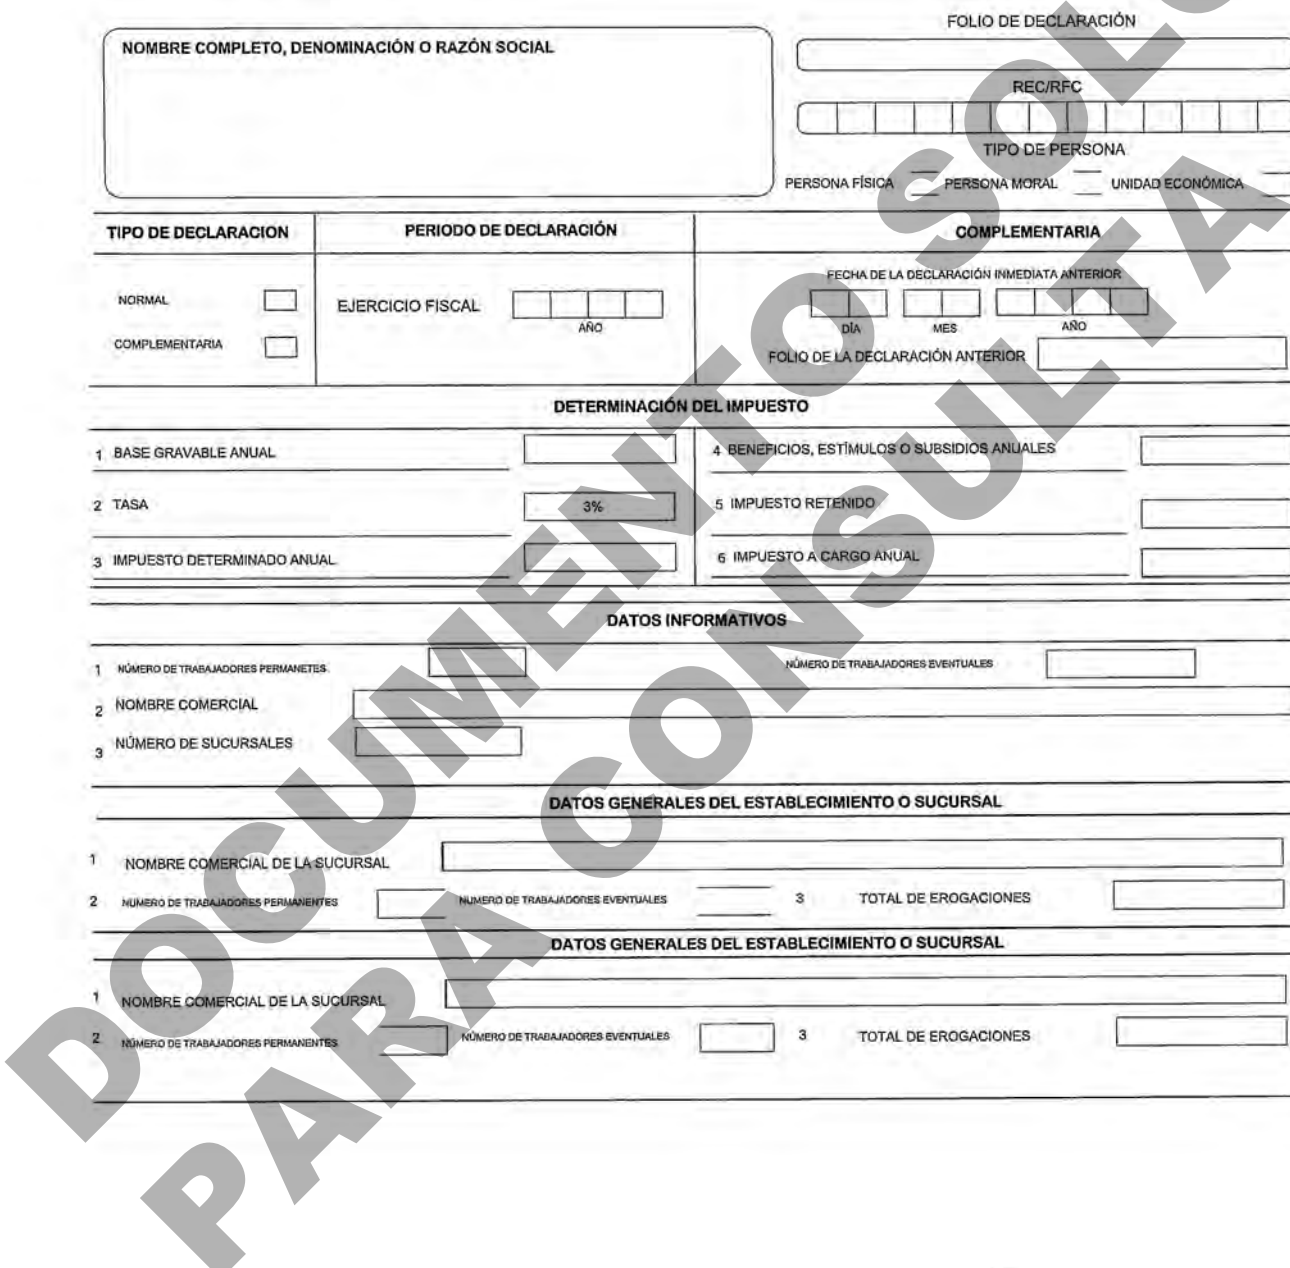 FOLIO DE DECLARACIÓN
NOMBRE COMPLETO, DENOMINACIÓN O RAZÓN SOCIAL
REC/RFC
TIPO DE PERSONA
PERSONA FÍSICA PERSONA MORAL UNIDAD ECONÓMICA
TIPO DE DECLARACION PERIODO DE DECLARACIÓN COMPLEMENTARIA
FECHA DE LA DECLARACIÓN INMEDIATA ANTERIOR
NORMAL EJERCICIO FISCAL
AÑO DÍA MES AÑO
COMPLEMENTARIA FOLIO DE LA DECLARACIÓN ANTERIOR
DETERMINACIÓN DEL IMPUESTO
1 BASE GRAVABLE ANUAL 4 BENEFICIOS, ESTÍMULOS O SUBSIDIOS ANUALES
2 TASA 3% 5 IMPUESTO RETENIDO
3 IMPUESTO DETERMINADO ANUAL 6 IMPUESTO A CARGO ANUAL
DATOS INFORMATIVOS
1 NÚMERO DE TRABAJADORES PERMANETES NÚMERO DE TRABAJADORES EVENTUALES
2 NOMBRE COMERCIAL
3 NÚMERO DE SUCURSALES
DATOS GENERALES DEL ESTABLECIMIENTO O SUCURSAL
1 NOMBRE COMERCIAL DE LA SUCURSAL
2 NUMERO DE TRABAJADORES PERMANENTES NUMERO DE TRABAJADORES EVENTUALES 3 TOTAL DE EROGACIONES
DATOS GENERALES DEL ESTABLECIMIENTO O SUCURSAL
1 NOMBRE COMERCIAL DE LA SUCURSAL
2 NÚMERO DE TRABAJADORES PERMANENTES NÚMERO DE TRABAJADORES EVENTUALES 3 TOTAL DE EROGACIONES
DOCUMENTO SOLO
PARA CONSULTA